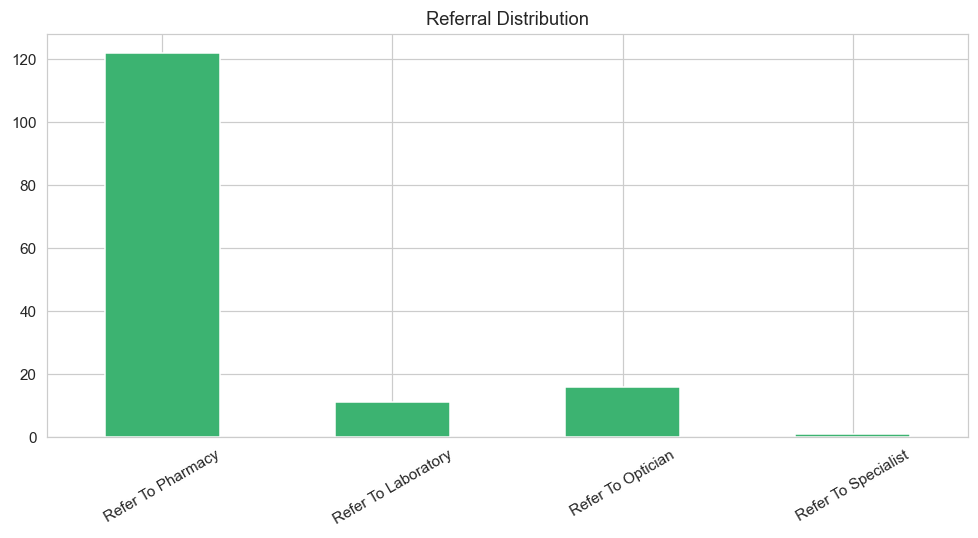 Referral Distribution
120
100
80
60
40
20
0
Refer To Pharmacy
Refer To Laboratory
Refer To Optician
Refer To Specialist